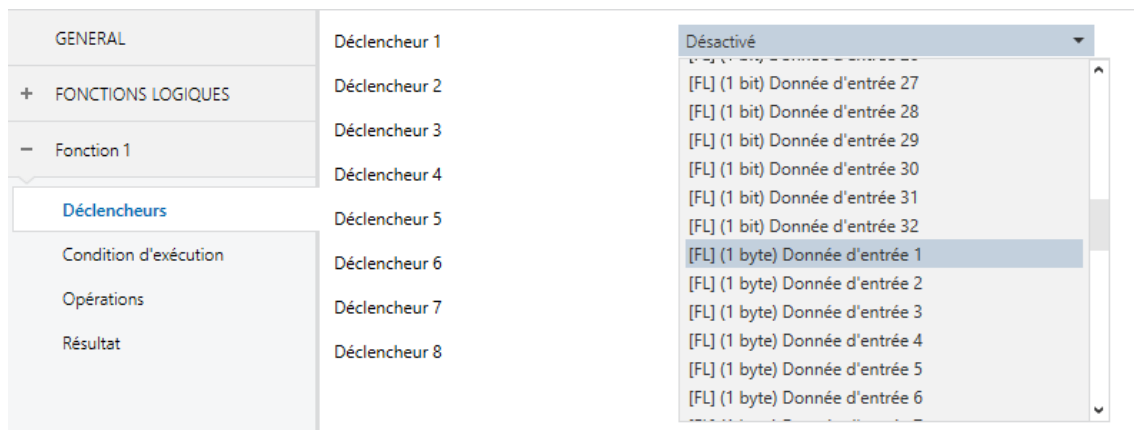 GENERAL
+ FONCTIONS LOGIQUES
− Fonction 1
Déclencheurs
Condition d'exécution
Opérations
Résultat
Déclencheur 1
Déclencheur 2
Déclencheur 3
Déclencheur 4
Déclencheur 5
Déclencheur 6
Déclencheur 7
Déclencheur 8
Désactivé
[FL] (1 bit) Donnée d'entrée 27
[FL] (1 bit) Donnée d'entrée 28
[FL] (1 bit) Donnée d'entrée 29
[FL] (1 bit) Donnée d'entrée 30
[FL] (1 bit) Donnée d'entrée 31
[FL] (1 bit) Donnée d'entrée 32
[FL] (1 byte) Donnée d'entrée 1
[FL] (1 byte) Donnée d'entrée 2
[FL] (1 byte) Donnée d'entrée 3
[FL] (1 byte) Donnée d'entrée 4
[FL] (1 byte) Donnée d'entrée 5
[FL] (1 byte) Donnée d'entrée 6